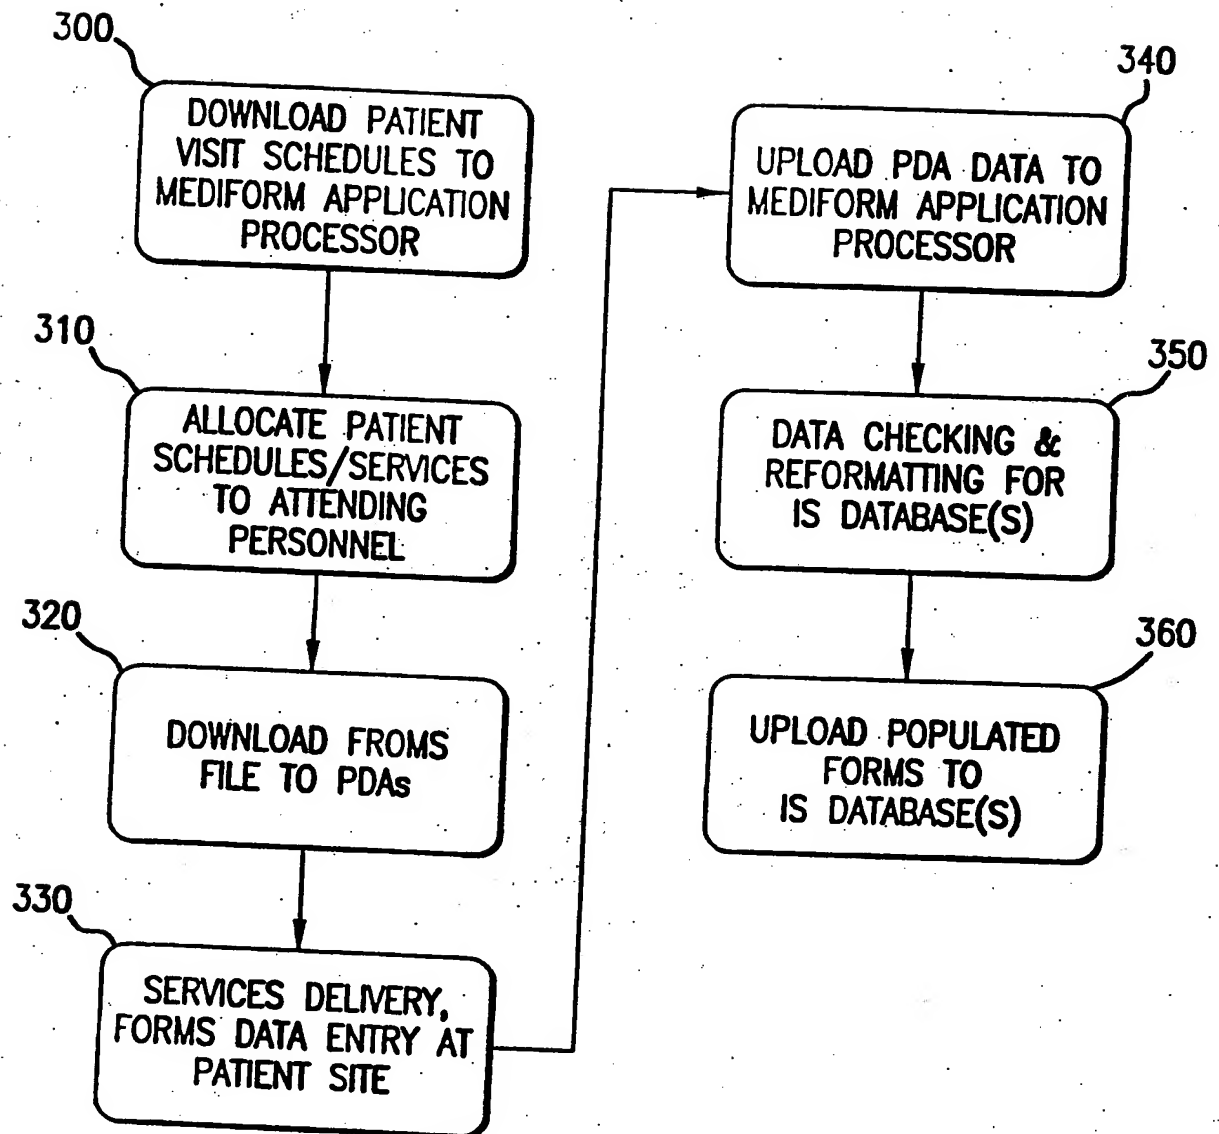 300
DOWNLOAD PATIENT
VISIT SCHEDULES TO
MEDIFORM APPLICATION
PROCESSOR
310
ALLOCATE PATIENT
SCHEDULES/SERVICES
TO ATTENDING
PERSONNEL
320
DOWNLOAD FROMS
FILE TO PDAs
330
SERVICES DELIVERY,
FORMS DATA ENTRY AT
PATIENT SITE
340
UPLOAD PDA DATA TO
MEDIFORM APPLICATION
PROCESSOR
350
DATA CHECKING &
REFORMATTING FOR
IS DATABASE(S)
360
UPLOAD POPULATED
FORMS TO
IS DATABASE(S)